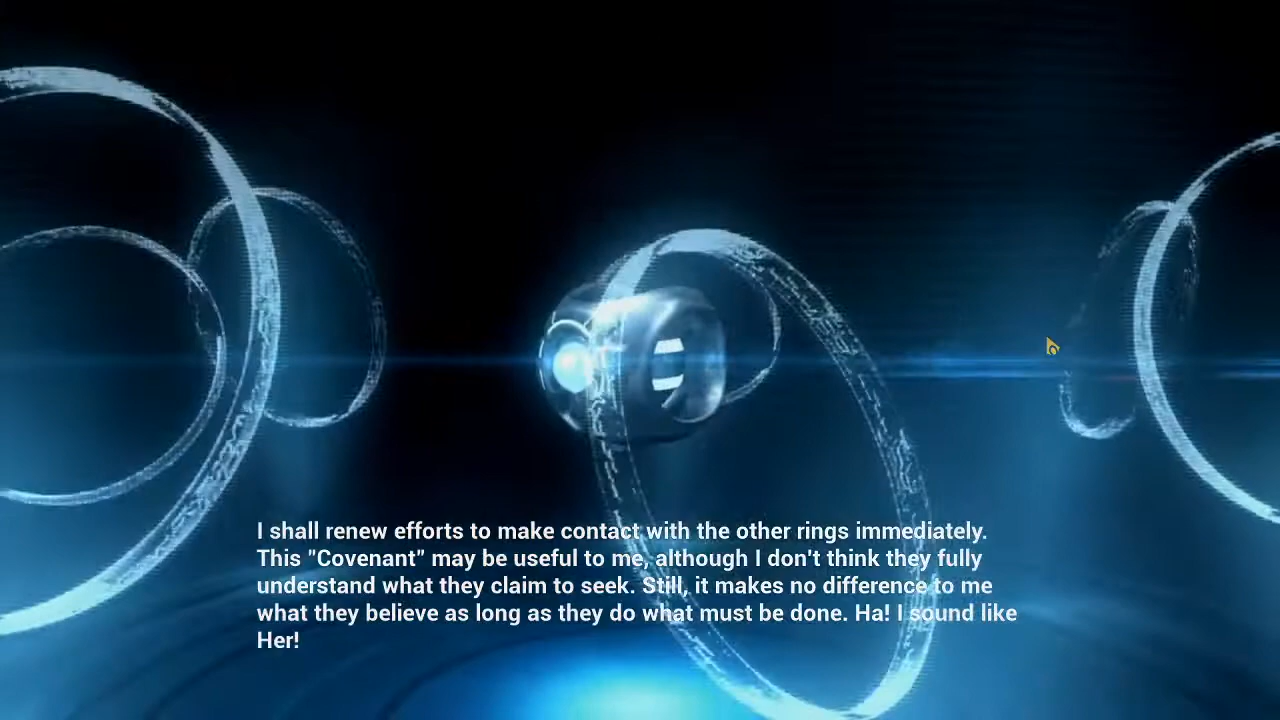 I shall renew efforts to make contact with the other rings immediately.
This "Covenant" may be useful to me, although I don't think they fully
understand what they claim to seek. Still, it makes no difference to me
what they believe as long as they do what must be done. Ha! I sound like
Her!